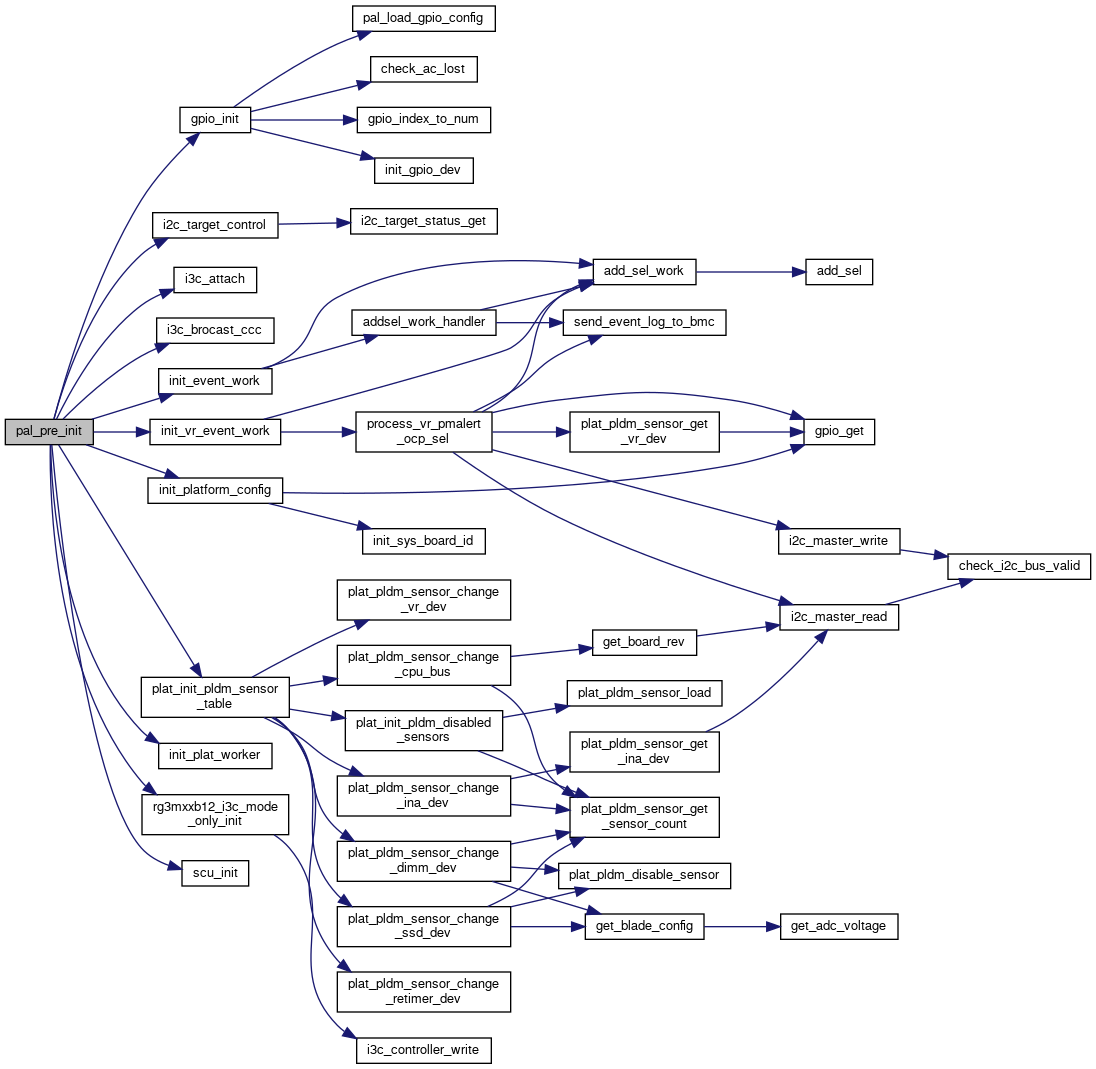 pal_load_gpio_config
check_ac_lost
gpio_init
gpio_index_to_num
init_gpio_dev
i2c_target_control
i2c_target_status_get
i3c_attach
add_sel_work
add_sel
i3c_brocast_ccc
addsel_work_handler
send_event_log_to_bmc
init_event_work
pal_pre_init
init_vr_event_work
process_vr_pmalert
_ocp_sel
plat_pldm_sensor_get
_vr_dev
gpio_get
init_platform_config
init_sys_board_id
i2c_master_write
check_i2c_bus_valid
plat_pldm_sensor_change
_vr_dev
i2c_master_read
plat_pldm_sensor_change
_cpu_bus
get_board_rev
plat_init_pldm_sensor
_table
plat_pldm_sensor_load
plat_init_pldm_disabled
_sensors
plat_pldm_sensor_get
_ina_dev
init_plat_worker
plat_pldm_sensor_change
_ina_dev
plat_pldm_sensor_get
_sensor_count
rg3mxxb12_i3c_mode
_only_init
plat_pldm_sensor_change
_dimm_dev
scu_init
plat_pldm_disable_sensor
plat_pldm_sensor_change
_ssd_dev
get_blade_config
get_adc_voltage
plat_pldm_sensor_change
_retimer_dev
i3c_controller_write